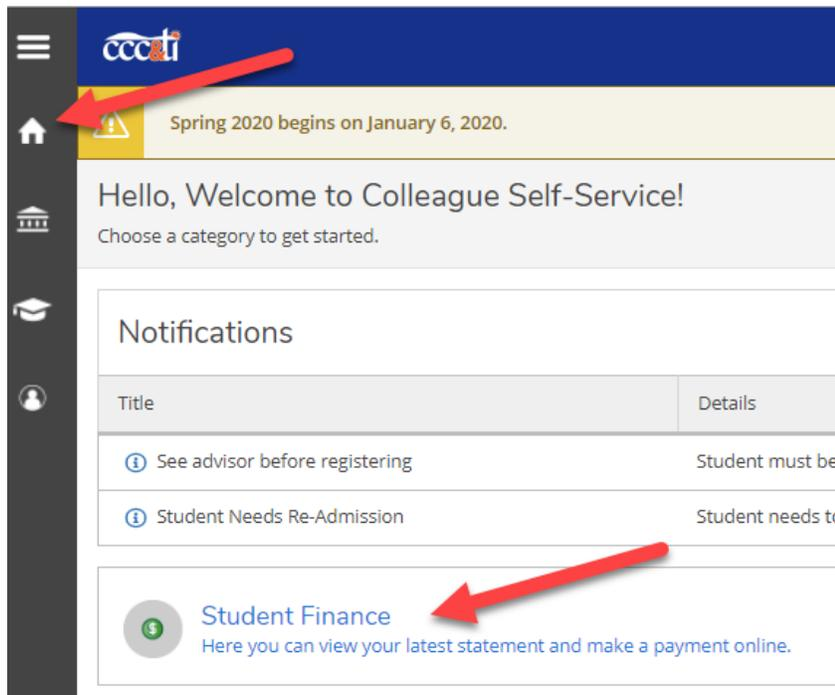 ccc&ti
Spring 2020 begins on January 6, 2020.
Hello, Welcome to Colleague Self-Service!
Choose a category to get started.
Notifications
Title Details
See advisor before registering Student must be
Student Needs Re-Admission Student needs to
Student Finance
Here you can view your latest statement and make a payment online.